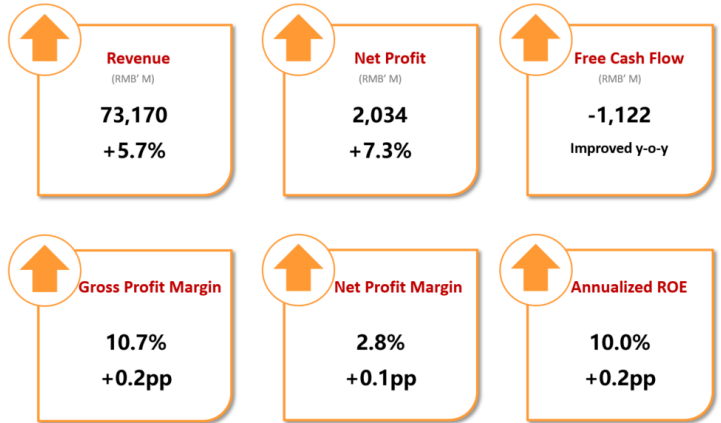 Revenue
(RMB' M)
73,170
+5.7%
Net Profit
(RMB' M)
2,034
+7.3%
Free Cash Flow
(RMB' M)
-1,122
Improved y-o-y
Gross Profit Margin
10.7%
+0.2pp
Net Profit Margin
2.8%
+0.1pp
Annualized ROE
10.0%
+0.2pp